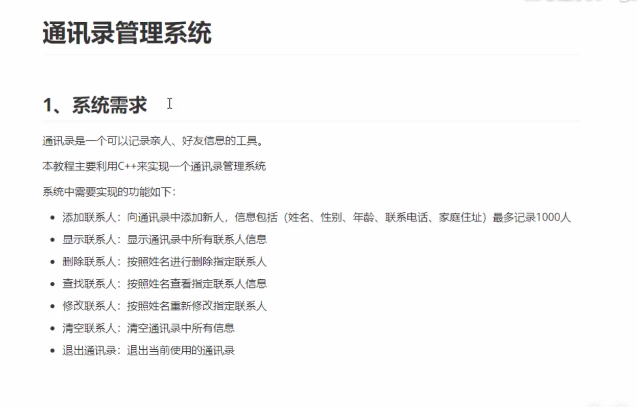 通讯录管理系统
1、系统需求
通讯录是一个可以记录亲人、好友信息的工具。
本教程主要利用C++来实现一个通讯录管理系统
系统中需要实现的功能如下：
添加联系人：向通讯录中添加新人，信息包括（姓名、性别、年龄、联系电话、家庭住址）最多记录1000人
显示联系人：显示通讯录中所有联系人信息
删除联系人：按照姓名进行删除指定联系人
查找联系人：按照姓名查看指定联系人信息
修改联系人：按照姓名重新修改指定联系人
清空联系人：清空通讯录中所有信息
退出通讯录：退出当前使用的通讯录